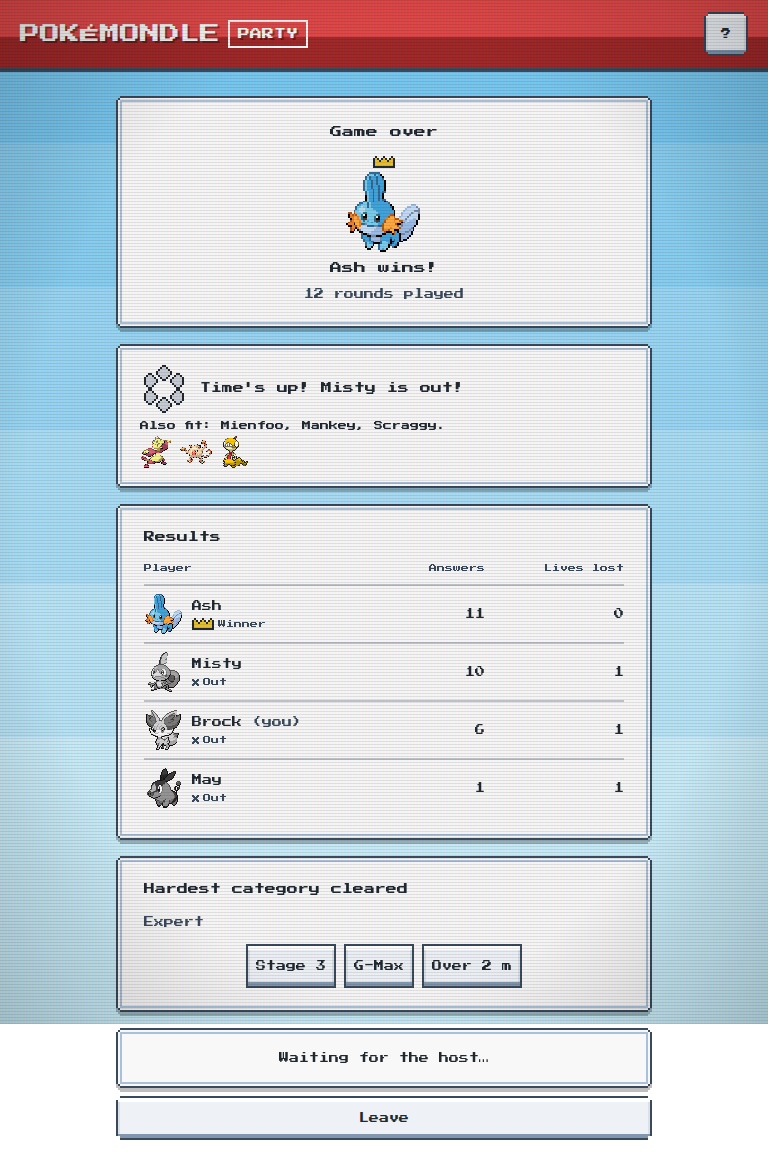 POKéMONDLE PARTY ?
Game over
Ash wins!
12 rounds played
Time's up! Misty is out!
Also fit: Mienfoo, Mankey, Scraggy.
Results
Player Answers Lives lost
Ash 11 0
Winner
Misty 10 1
x Out
Brock (you) 6 1
x Out
May 1 1
x Out
Hardest category cleared
Expert
Stage 3 G-Max Over 2 m
Waiting for the host…
Leave